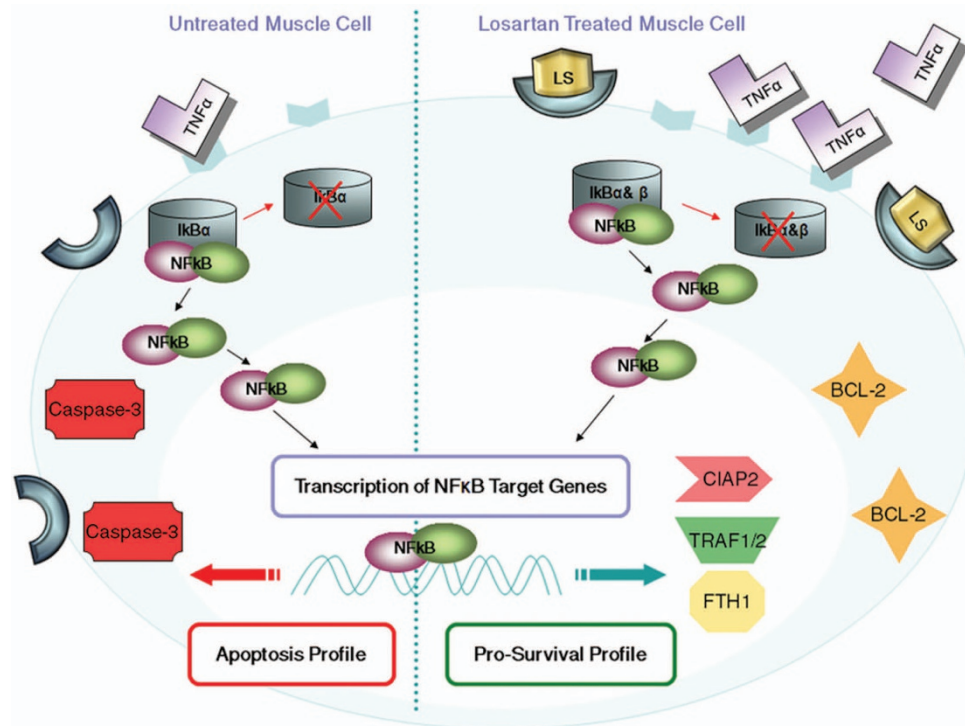 Untreated Muscle Cell
Losartan Treated Muscle Cell
TNFα
LS
TNFα
TNFα
TNFα
IkBα
IkBα
NFkB
IkBα& β
NFkB
IkBα&β
LS
NFkB
NFkB
NFkB
NFkB
Caspase-3
BCL-2
Transcription of NFκB Target Genes
CIAP2
Caspase-3
BCL-2
NFkB
TRAF1/2
FTH1
Apoptosis Profile
Pro-Survival Profile